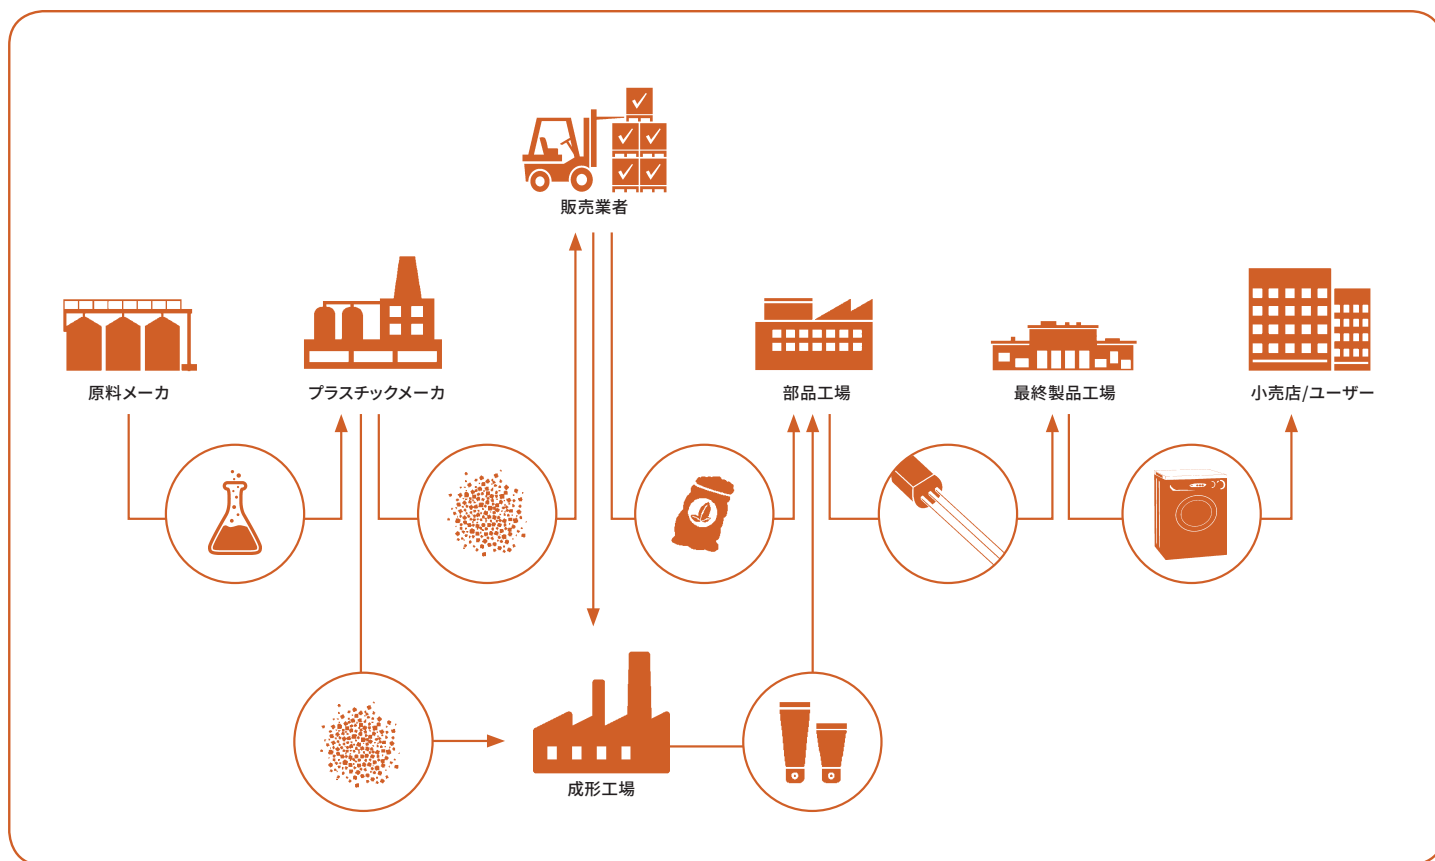 販売業者
原料メーカ
プラスチックメーカ
部品工場
最終製品工場
小売店/ユーザー
成形工場